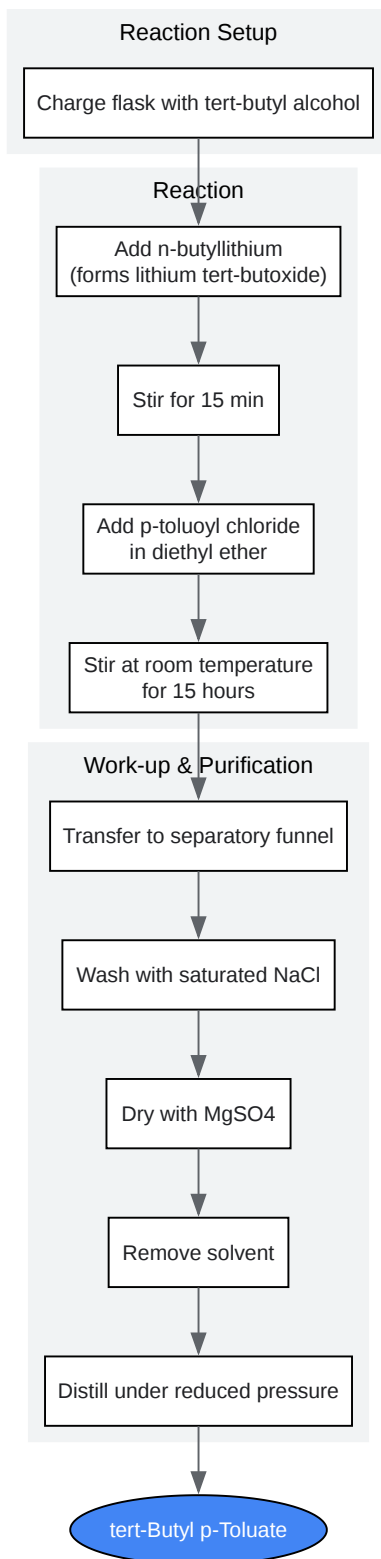 Reaction Setup
Charge flask with tert-butyl alcohol
Reaction
Add n-butyllithium
(forms lithium tert-butoxide)
Stir for 15 min
Add p-toluoyl chloride
in diethyl ether
Stir at room temperature
for 15 hours
Work-up & Purification
Transfer to separatory funnel
Wash with saturated NaCl
Dry with MgSO4
Remove solvent
Distill under reduced pressure
tert-Butyl p-Toluate